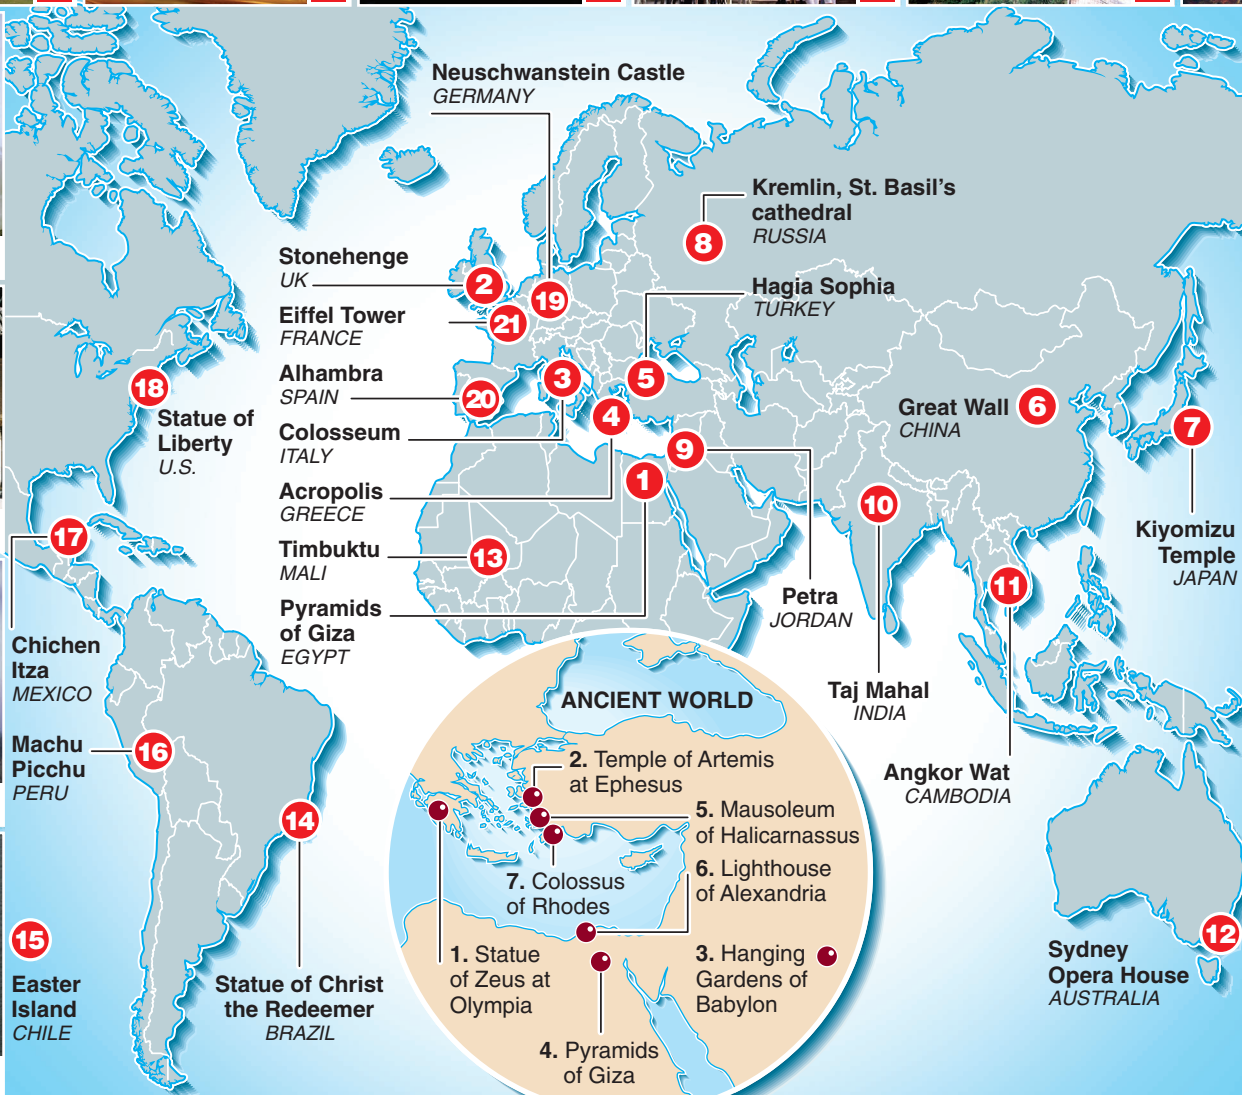 Neuschwanstein Castle
GERMANY
Kremlin, St. Basil’s
cathedral
RUSSIA
8
Stonehenge
UK
2
19
Hagia Sophia
TURKEY
Eiffel Tower
FRANCE
21
18
Statue of
Liberty
U.S.
Alhambra
SPAIN
20
3
5
4
Great Wall
CHINA
6
7
Colosseum
ITALY
9
1
Acropolis
GREECE
10
17
Timbuktu
MALI
13
Kiyomizu
Temple
JAPAN
11
Petra
JORDAN
Pyramids
of Giza
EGYPT
Chichen
Itza
MEXICO
Taj Mahal
INDIA
Machu
Picchu
PERU
16
Angkor Wat
CAMBODIA
14
15
Easter
Island
CHILE
Statue of Christ
the Redeemer
BRAZIL
12
Sydney
Opera House
AUSTRALIA
ANCIENT WORLD
2. Temple of Artemis
at Ephesus
5. Mausoleum
of Halicarnassus
6. Lighthouse
of Alexandria
7. Colossus
of Rhodes
1. Statue
of Zeus at
Olympia
3. Hanging
Gardens of
Babylon
4. Pyramids
of Giza